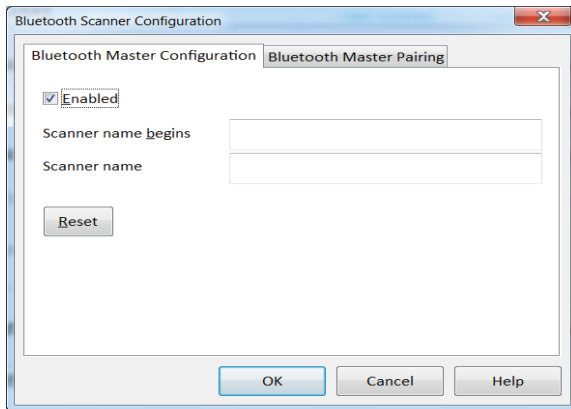 Bluetooth Scanner Configuration
Bluetooth Master Configuration Bluetooth Master Pairing
Enabled
Scanner name begins
Scanner name
Reset
OK Cancel Help